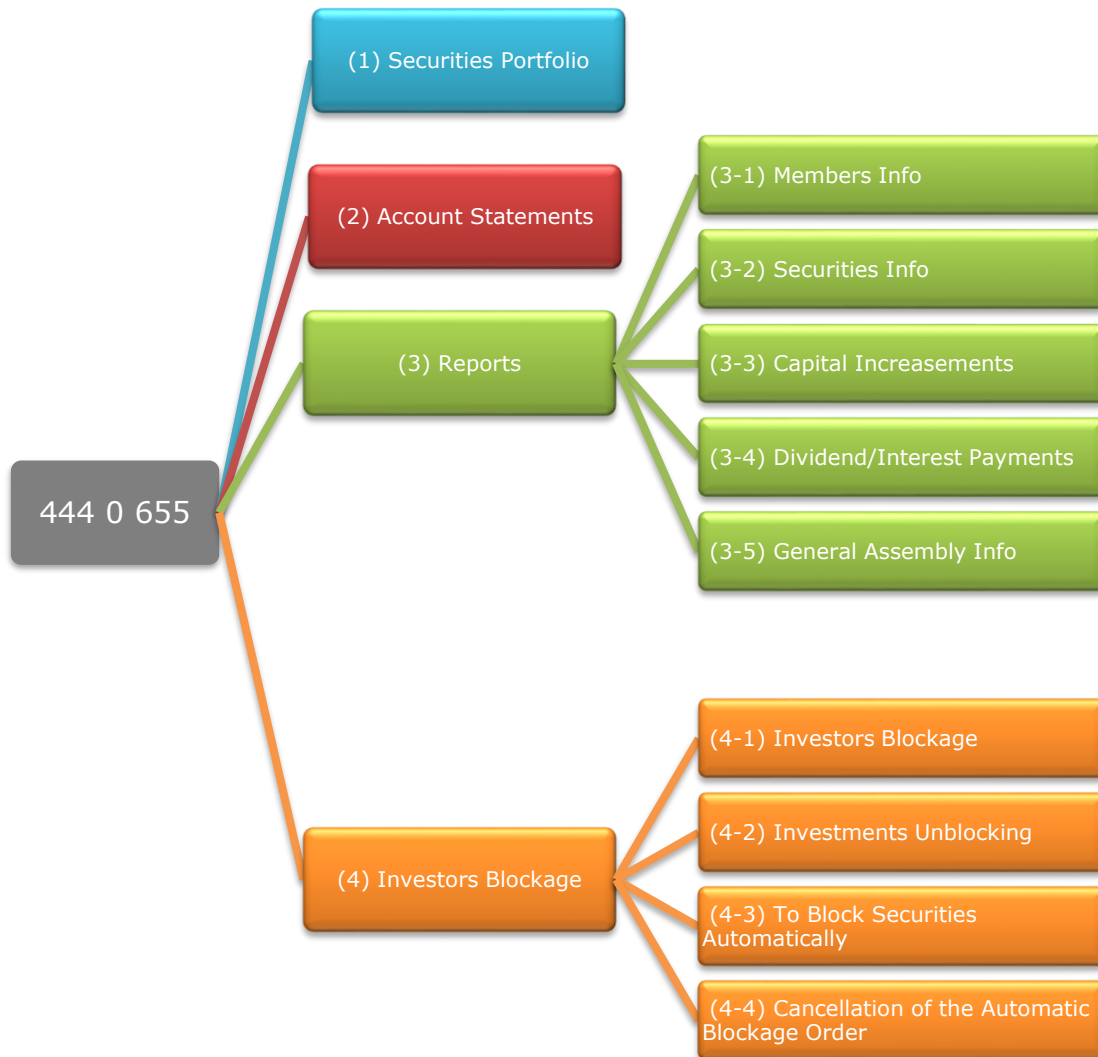 444 0 655
(1) Securities Portfolio
(2) Account Statements
(3) Reports
(3-1) Members Info
(3-2) Securities Info
(3-3) Capital Increasements
(3-4) Dividend/Interest Payments
(3-5) General Assembly Info
(4) Investors Blockage
(4-1) Investors Blockage
(4-2) Investments Unblocking
(4-3) To Block Securities
Automatically
(4-4) Cancellation of the Automatic
Blockage Order